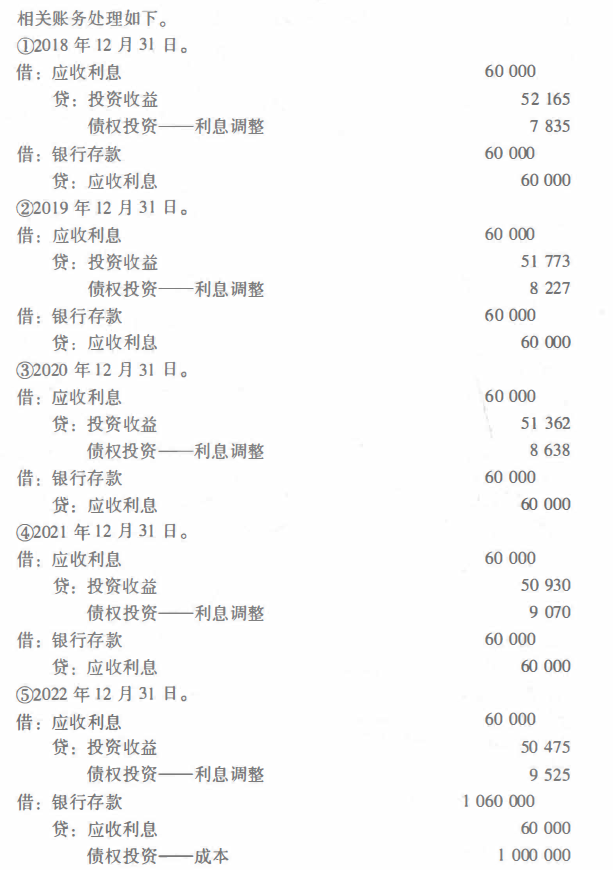 相关账务处理如下。
①2018 年 12 月 31 日。
借：应收利息 60 000
贷：投资收益 52 165
债权投资——利息调整 7 835
借：银行存款 60 000
贷：应收利息 60 000
②2019 年 12 月 31 日。
借：应收利息 60 000
贷：投资收益 51 773
债权投资——利息调整 8 227
借：银行存款 60 000
贷：应收利息 60 000
③2020 年 12 月 31 日。
借：应收利息 60 000
贷：投资收益 51 362
债权投资——利息调整 8 638
借：银行存款 60 000
贷：应收利息 60 000
④2021 年 12 月 31 日。
借：应收利息 60 000
贷：投资收益 50 930
债权投资——利息调整 9 070
借：银行存款 60 000
贷：应收利息 60 000
⑤2022 年 12 月 31 日。
借：应收利息 60 000
贷：投资收益 50 475
债权投资——利息调整 9 525
借：银行存款 1 060 000
贷：应收利息 60 000
债权投资——成本 1 000 000